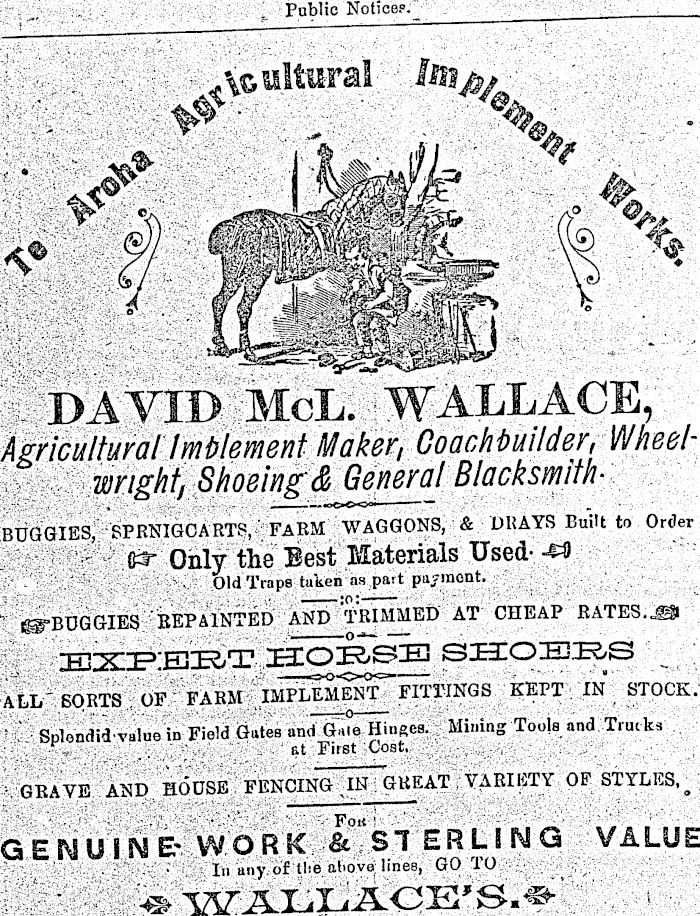 Public Notices.
Te Aroha Agricultural Implement Works.
DAVID McL. WALLACE,
Agricultural Implement Maker, Coachbuilder, Wheel-
wright, Shoeing & General Blacksmith.
BUGGIES, SPRNIGCARTS, FARM WAGGONS, & DRAYS Built to Order
☞ Only the Best Materials Used. ☜
Old Traps taken as part payment.
—:o:—
☞BUGGIES REPAINTED AND TRIMMED AT CHEAP RATES.☜
—o—
EXPERT HORSE SHOERS
ALL SORTS OF FARM IMPLEMENT FITTINGS KEPT IN STOCK.
—o—
Splendid value in Field Gates and Gate Hinges. Mining Tools and Trucks
at First Cost.
GRAVE AND HOUSE FENCING IN GREAT VARIETY OF STYLES,
FOR
GENUINE WORK & STERLING VALUE
In any of the above lines, GO TO
WALLACE'S.